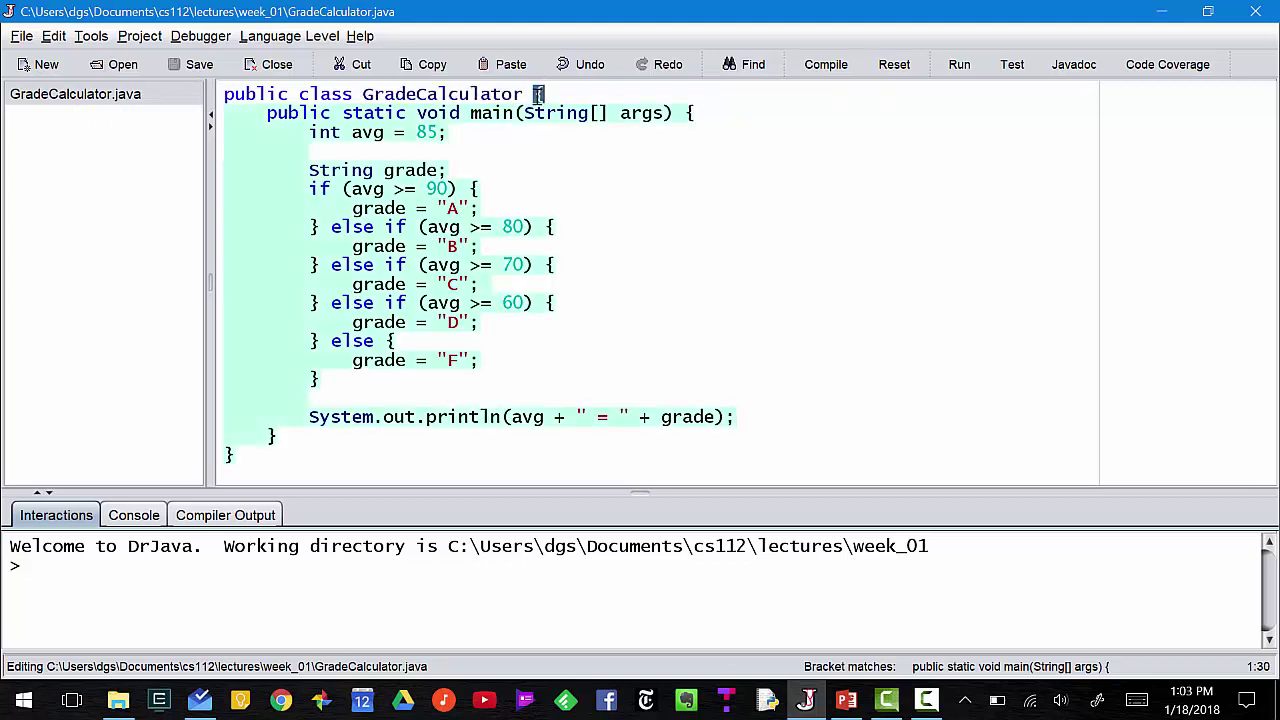 C:\Users\dgs\Documents\cs112\lectures\week_01\GradeCalculator.java
File Edit Tools Project Debugger Language Level Help
New Open Save Close Cut Copy Paste Undo Redo Find Compile Reset Run Test Javadoc Code Coverage
GradeCalculator.java
public class GradeCalculator {
public static void main(String[] args) {
int avg = 85;
String grade;
if (avg >= 90) {
grade = "A";
} else if (avg >= 80) {
grade = "B";
} else if (avg >= 70) {
grade = "C";
} else if (avg >= 60) {
grade = "D";
} else {
grade = "F";
}
System.out.println(avg + " = " + grade);
}
}
Interactions Console Compiler Output
Welcome to DrJava.  Working directory is C:\Users\dgs\Documents\cs112\lectures\week_01
>
Editing C:\Users\dgs\Documents\cs112\lectures\week_01\GradeCalculator.java Bracket matches: public static void main(String[] args) { 1:30
12
1:03 PM
1/18/2018